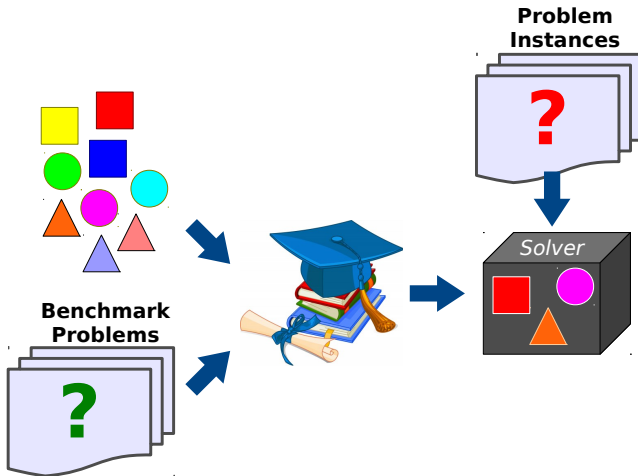 Problem
Instances
?
Solver
Benchmark
Problems
?